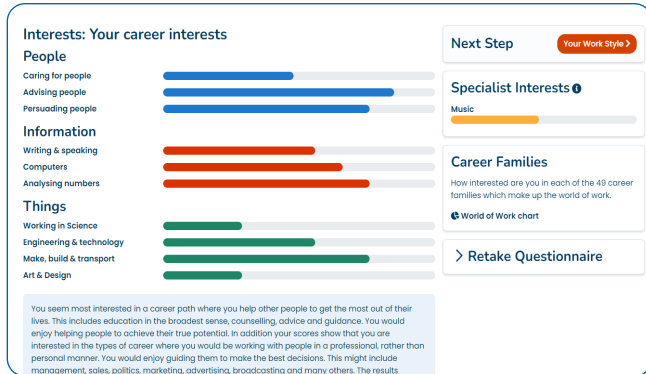 Interests: Your career interests
People
Caring for people
Advising people
Persuading people
Information
Writing & speaking
Computers
Analysing numbers
Things
Working in Science
Engineering & technology
Make, build & transport
Art & Design
You seem most interested in a career path where you help other people to get the most out of their
lives. This includes education in the broadest sense, counselling, advice and guidance. You would
enjoy helping people to achieve their true potential. In addition your scores show that you are
interested in the types of career where you would be working with people in a professional, rather than
personal manner. You would enjoy guiding them to make the best decisions. This might include
management, sales, politics, marketing, advertising, broadcasting and many others. The results
Next Step
Your Work Style
Specialist Interests
Music
Career Families
How interested are you in each of the 49 career
families which make up the world of work.
World of Work chart
Retake Questionnaire